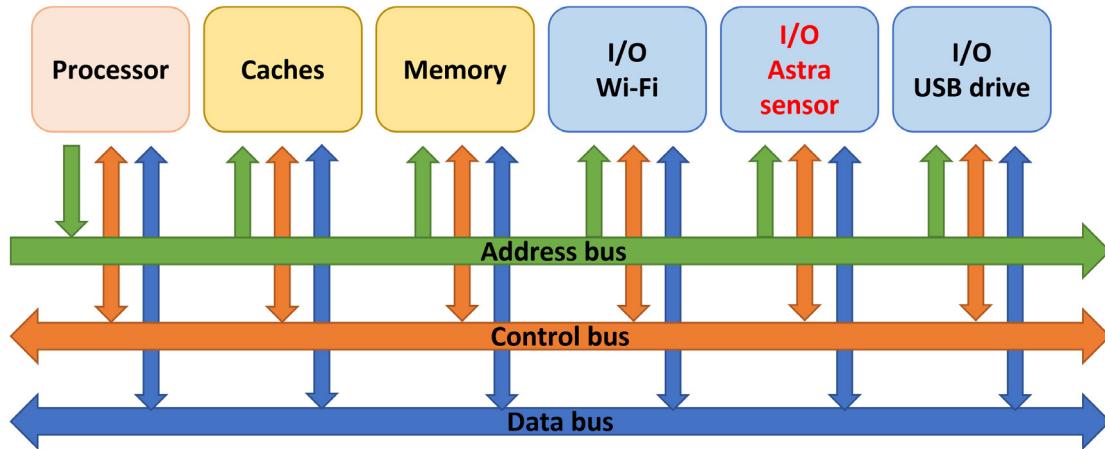 Processor
Caches
Memory
I/O
Wi-Fi
I/O
Astra
sensor
I/O
USB drive
Address bus
Control bus
Data bus